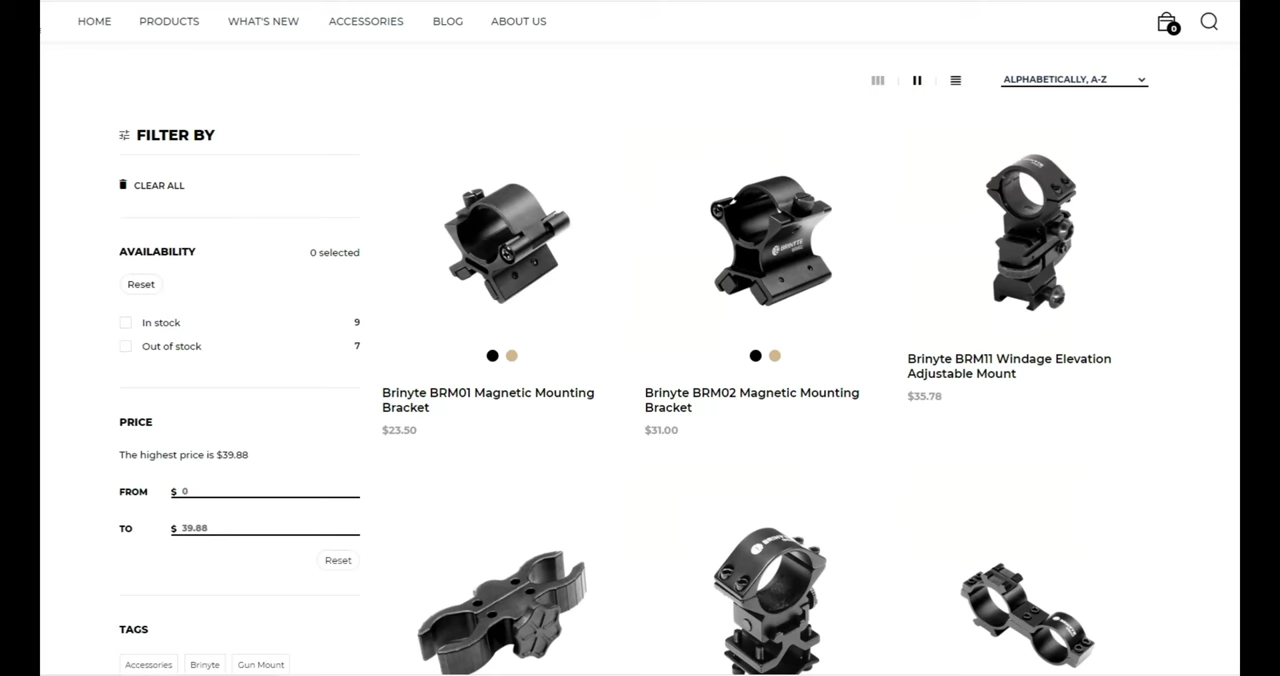 HOME PRODUCTS WHAT'S NEW ACCESSORIES BLOG ABOUT US
0
ALPHABETICALLY, A-Z
FILTER BY
CLEAR ALL
AVAILABILITY 0 selected
Reset
In stock 9
Out of stock 7
PRICE
The highest price is $39.88
FROM $ 0
TO $ 39.88
Reset
TAGS
Accessories Brinyte Gun Mount
BRINYTE
Brinyte BRM01 Magnetic Mounting
Bracket
$23.50
Brinyte BRM02 Magnetic Mounting
Bracket
$31.00
Brinyte BRM11 Windage Elevation
Adjustable Mount
$35.78